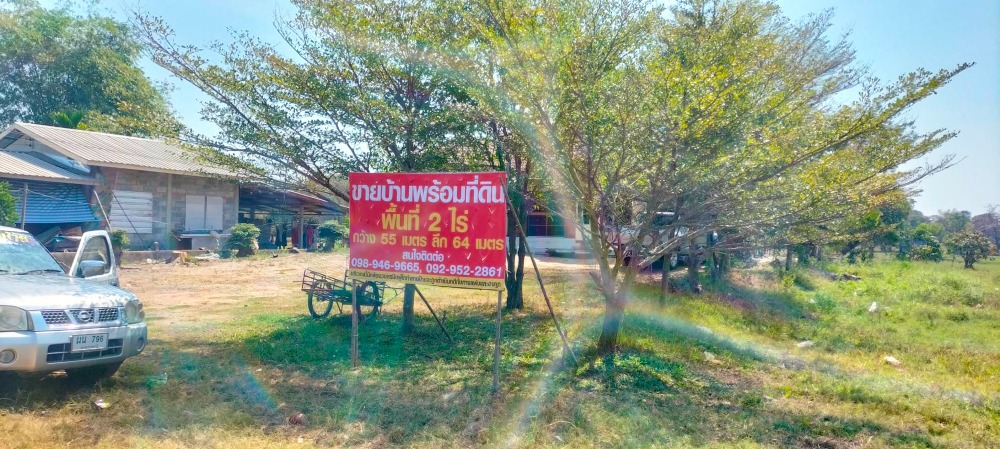 ขายบ้านพร้อมที่ดิน
พื้นที่ 2 ไร่
กว้าง 55 เมตร ลึก 64 เมตร
สนใจติดต่อ
098-946-9665, 092-952-2861
796